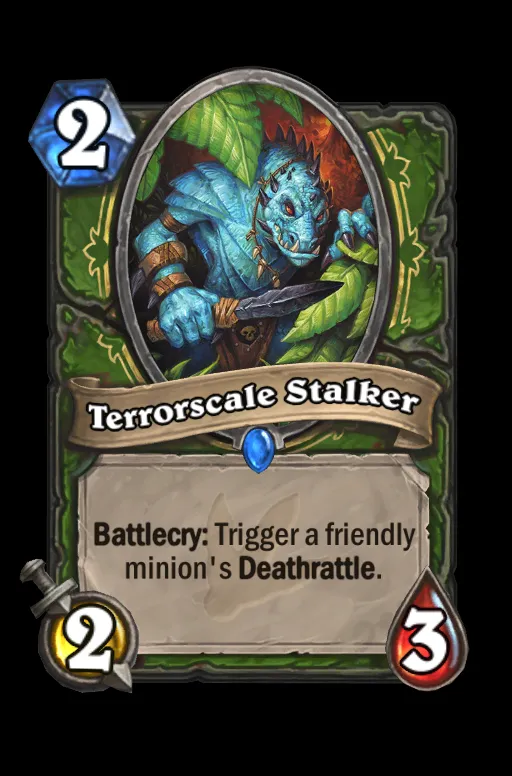 2
Terrorscale Stalker
Battlecry: Trigger a friendly
minion's Deathrattle.
2
3